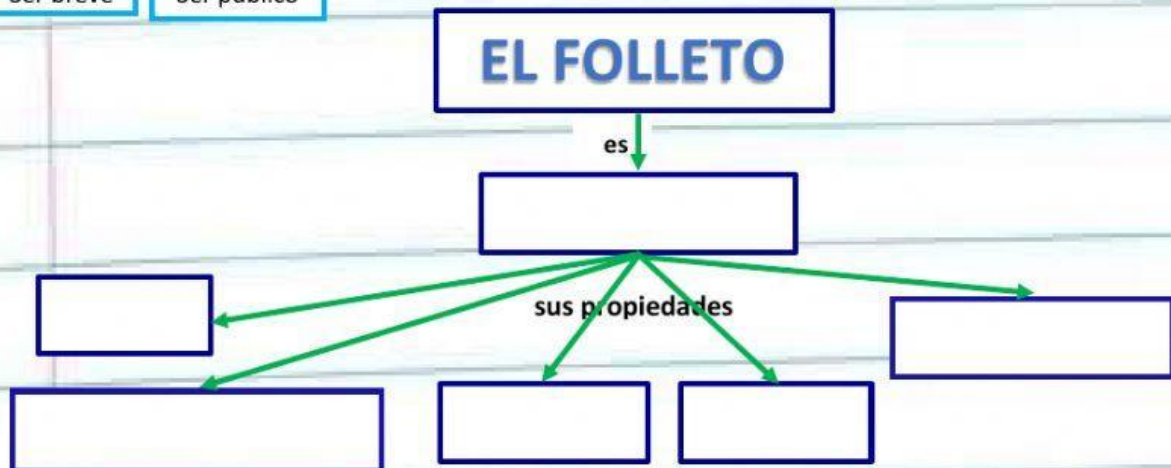 ser breve
ser público
EL FOLLETO
es
sus propiedades